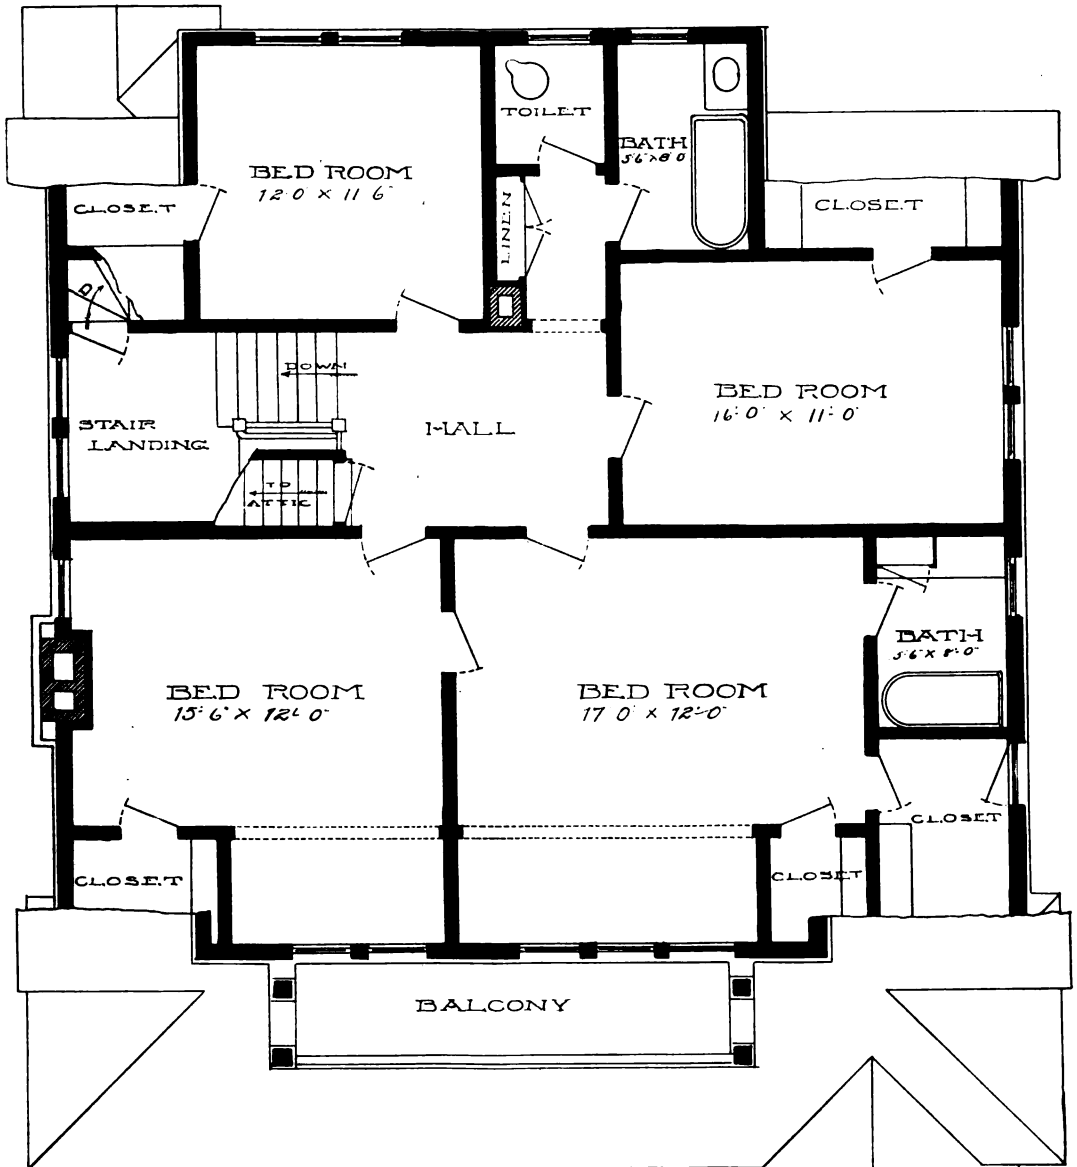 TOILET
BATH
5'6" x 8'0"
BED ROOM
12'0" x 11'6"
CLOSET
LINEN
CLOSET
D
DOWN
BED ROOM
16'-0" x 11'-0"
STAIR
LANDING
HALL
TO
ATTIC
BATH
5'6" x 8'-0"
BED ROOM
15'-6" x 12'-0"
BED ROOM
17'0" x 12'-0"
CLOSET
CLOSET
CLOSET
BALCONY